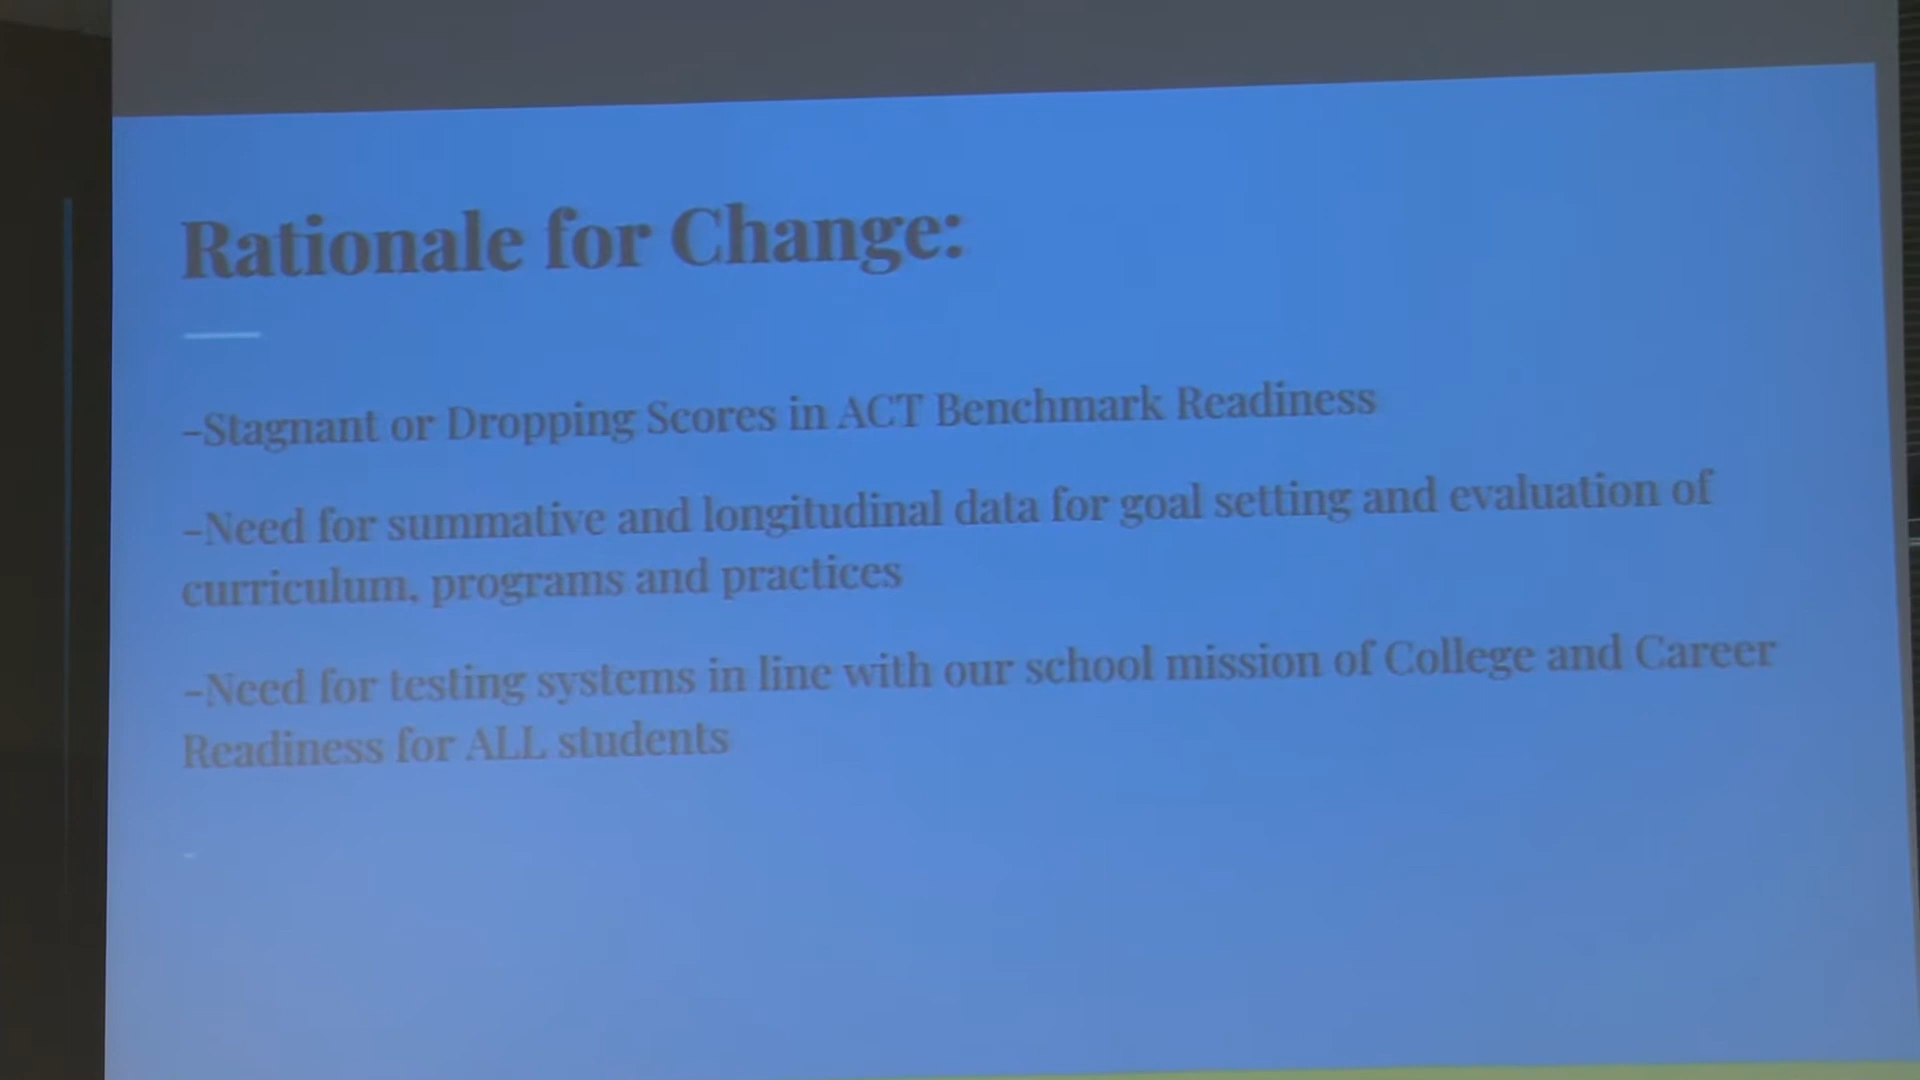 Rationale for Change:
-Stagnant or Dropping Scores in ACT Benchmark Readiness
-Need for summative and longitudinal data for goal setting and evaluation of
curriculum, programs and practices
-Need for testing systems in line with our school mission of College and Career
Readiness for ALL students